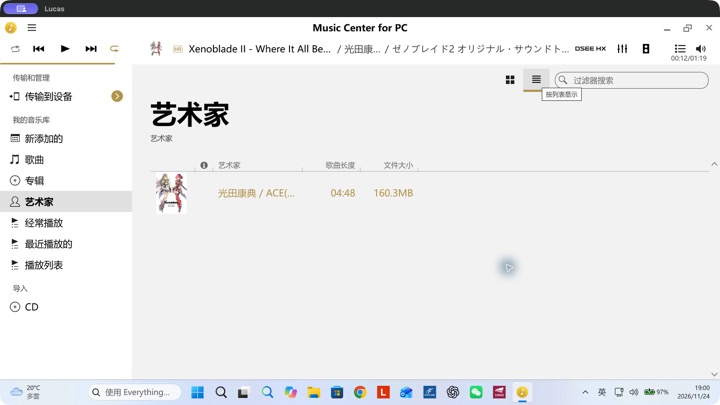 Lucas
Music Center for PC
HR Xenoblade II - Where It All Be... / 光田康... / ゼノブレイド2 オリジナル・サウンドト... DSEE HX
00:12/01:19
传输和管理
传输到设备
我的音乐库
新添加的
歌曲
专辑
艺术家
经常播放
最近播放的
播放列表
导入
CD
过滤器搜索
按列表显示
艺术家
艺术家
艺术家 歌曲长度 文件大小
光田康典 / ACE(... 04:48 160.3MB
20°C
多云
使用 Everything...
英
97%
19:00
2026/11/24